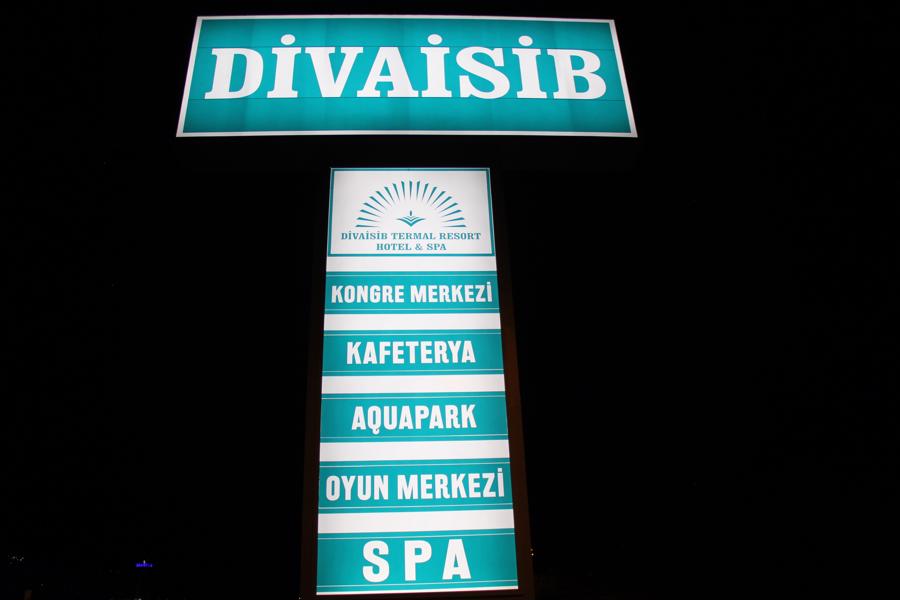 DİVAİSİB
DİVAİSİB TERMAL RESORT
HOTEL & SPA
KONGRE MERKEZİ
KAFETERYA
AQUAPARK
OYUN MERKEZİ
SPA